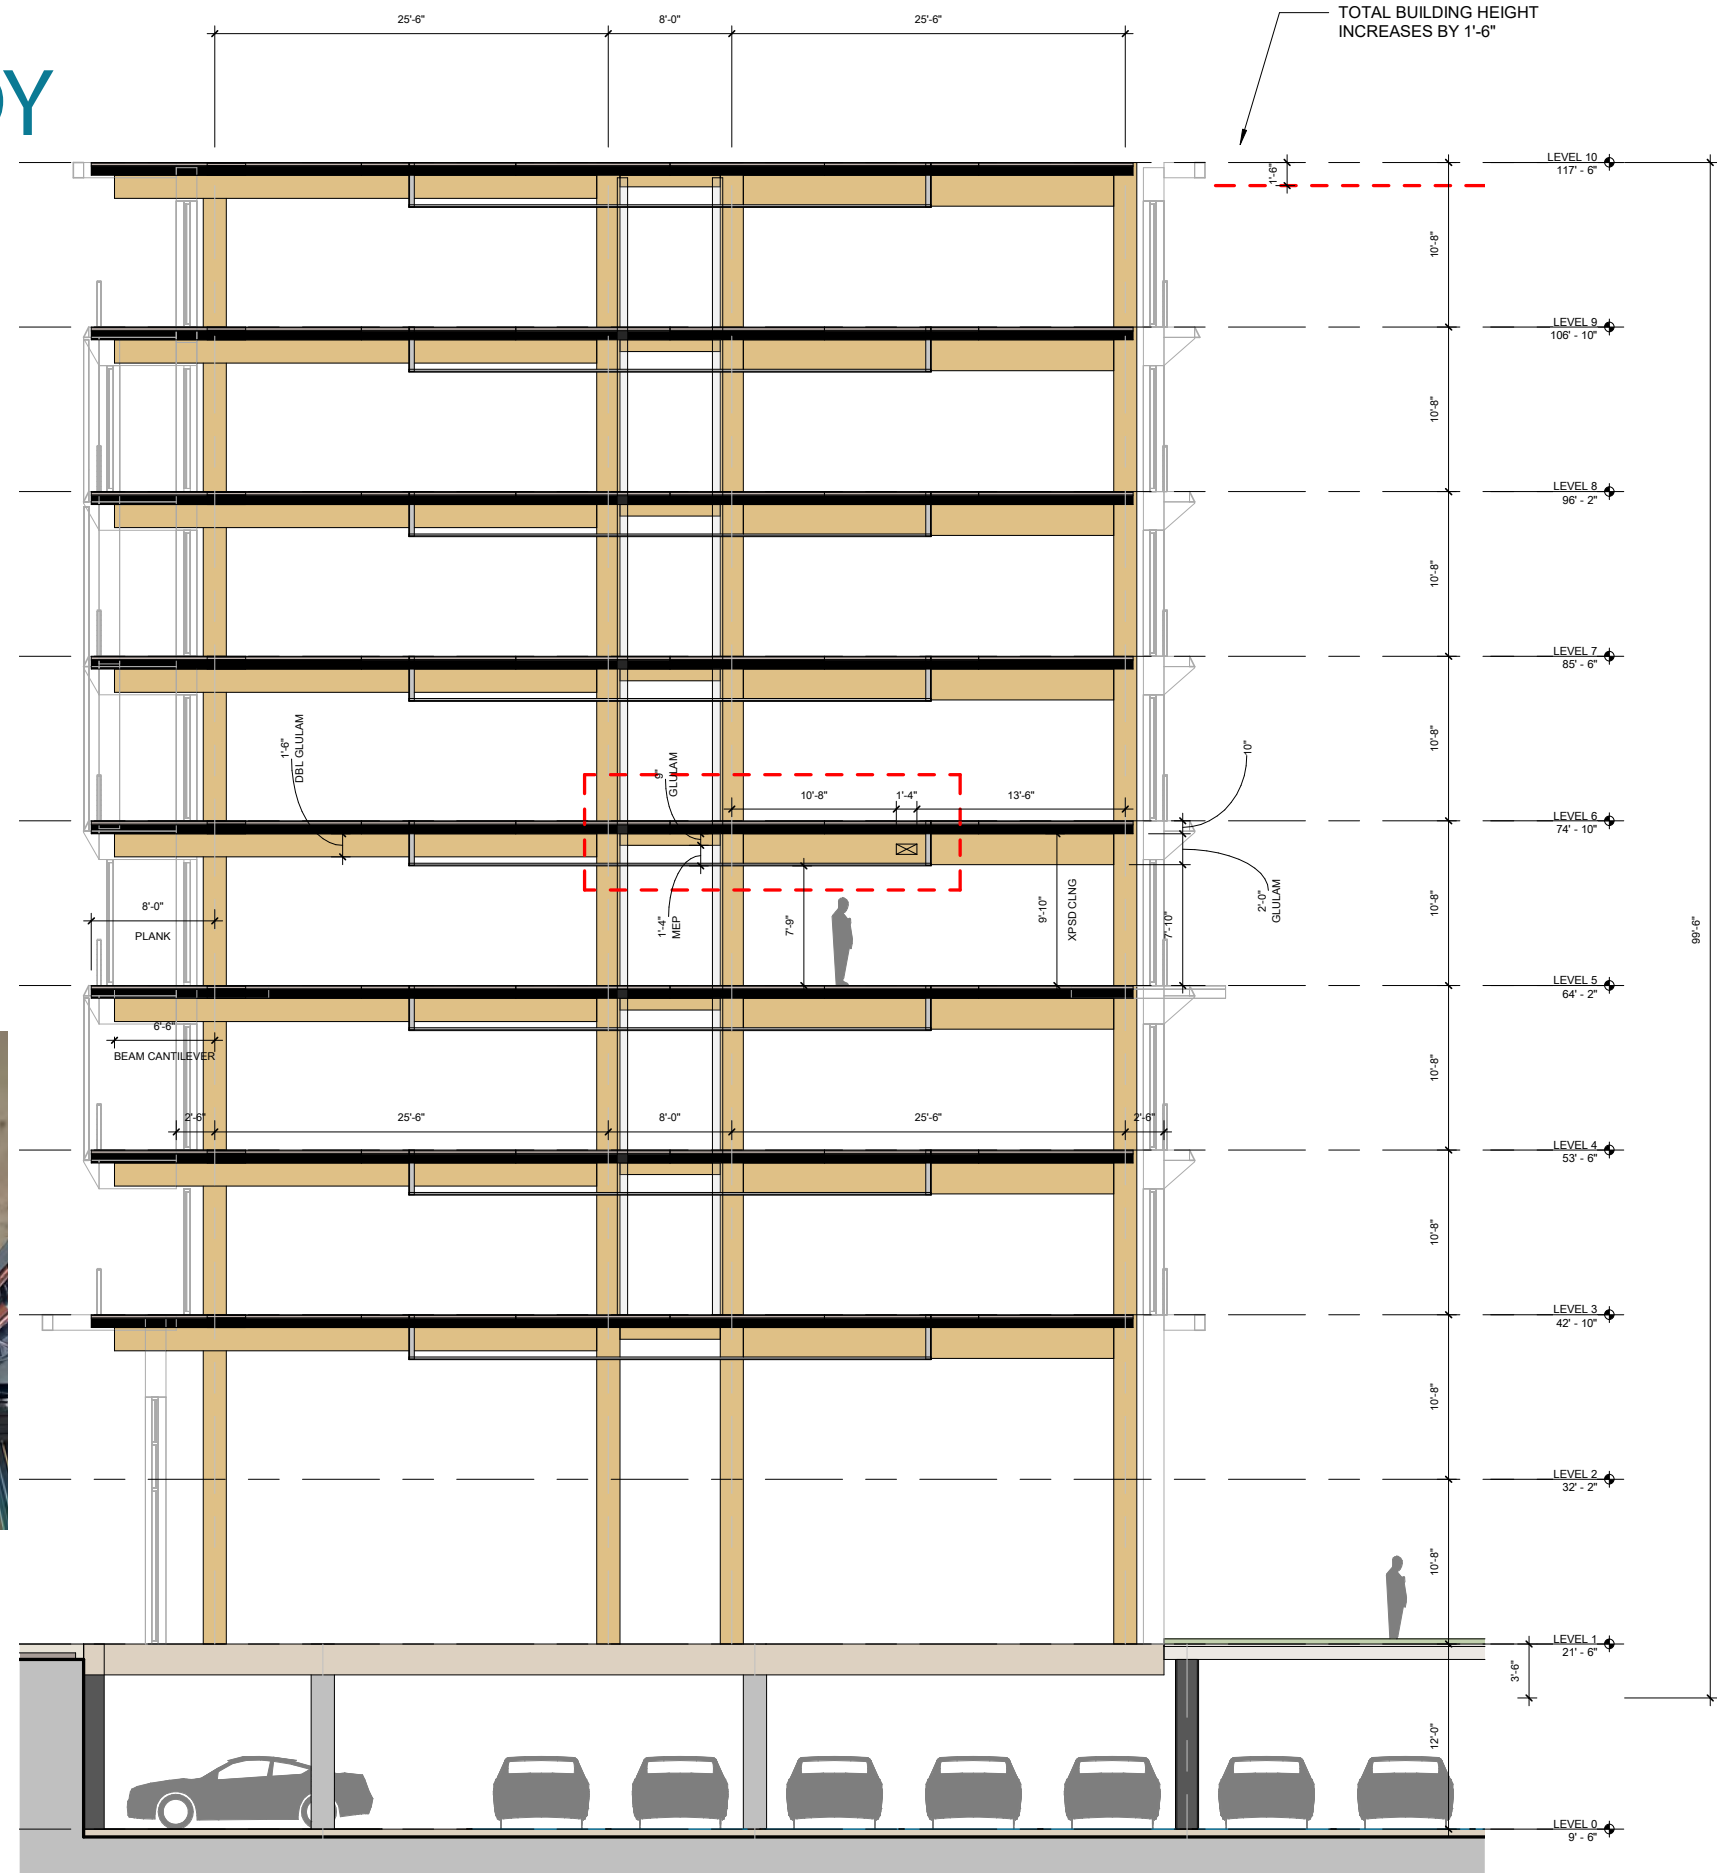 25'-6"
8'-0"
25'-6"
TOTAL BUILDING HEIGHT
INCREASES BY 1'-6"
DY
LEVEL 10
117' - 6"
1'-6"
10'-8"
LEVEL 9
106' - 10"
10'-8"
LEVEL 8
96' - 2"
10'-8"
LEVEL 7
85' - 6"
10'-8"
1'-6"
DBL GLULAM
9"
GLULAM
10"
10'-8"
1'-4"
13'-6"
LEVEL 6
74' - 10"
10'-8"
8'-0"
PLANK
1'-4"
MEP
7'-9"
9'-10"
XPSD CLNG
7'-10"
2'-0"
GLULAM
99'-6"
LEVEL 5
64' - 2"
6'-6"
BEAM CANTILEVER
10'-8"
2'-6"
25'-6"
8'-0"
25'-6"
2'-6"
LEVEL 4
53' - 6"
10'-8"
LEVEL 3
42' - 10"
10'-8"
LEVEL 2
32' - 2"
10'-8"
LEVEL 1
21' - 6"
3'-6"
12'-0"
LEVEL 0
9' - 6"